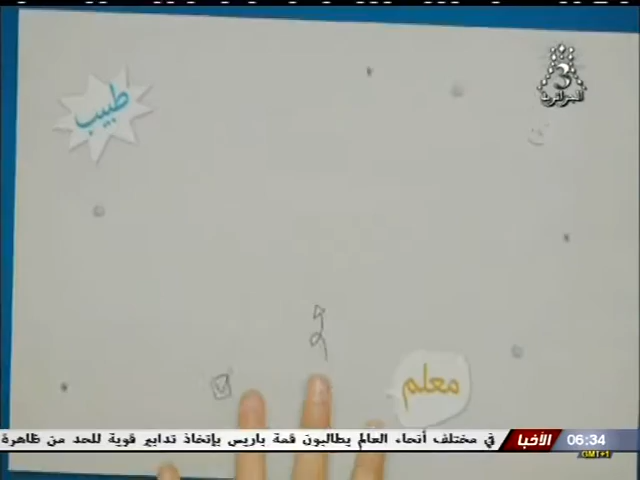 3
الجزائرية
طبيب
معلم
في مختلف أنحاء العالم يطالبون قمة باريس بإتخاذ تدابير قوية للحد من ظاهرة
الأخبا
06:34
GMT+1